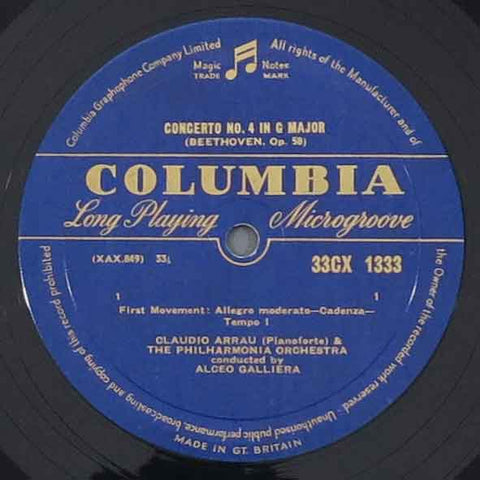 Columbia Graphophone Company Limited
All rights of the Manufacturer and of
the Owner of the recorded work reserved - Unauthorised public performance, broadcasting and copying of this record prohibited
Magic Notes
TRADE MARK
CONCERTO NO. 4 IN G MAJOR
(BEETHOVEN, Op. 58)
COLUMBIA
Long Playing Microgroove
(XAX.849) 33⅓
33CX 1333
1 1
First Movement: Allegro moderato—Cadenza—
Tempo 1
CLAUDIO ARRAU (Pianoforte) &
THE PHILHARMONIA ORCHESTRA
conducted by
ALCEO GALLIERA
MADE IN GT. BRITAIN